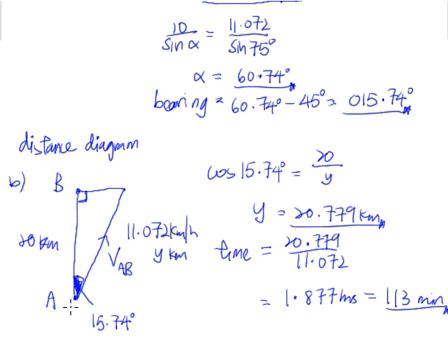 10/sin α = 11.072/sin 75°
α = 60.74°
bearing = 60.74° - 45° = 015.74°
distance diagram
b)
B
20 km
11.072 km/h
y km
V_AB
A
15.74°
cos 15.74° = 20/y
y = 20.779 km
time = 20.779/11.072
= 1.877 hrs = 113 min